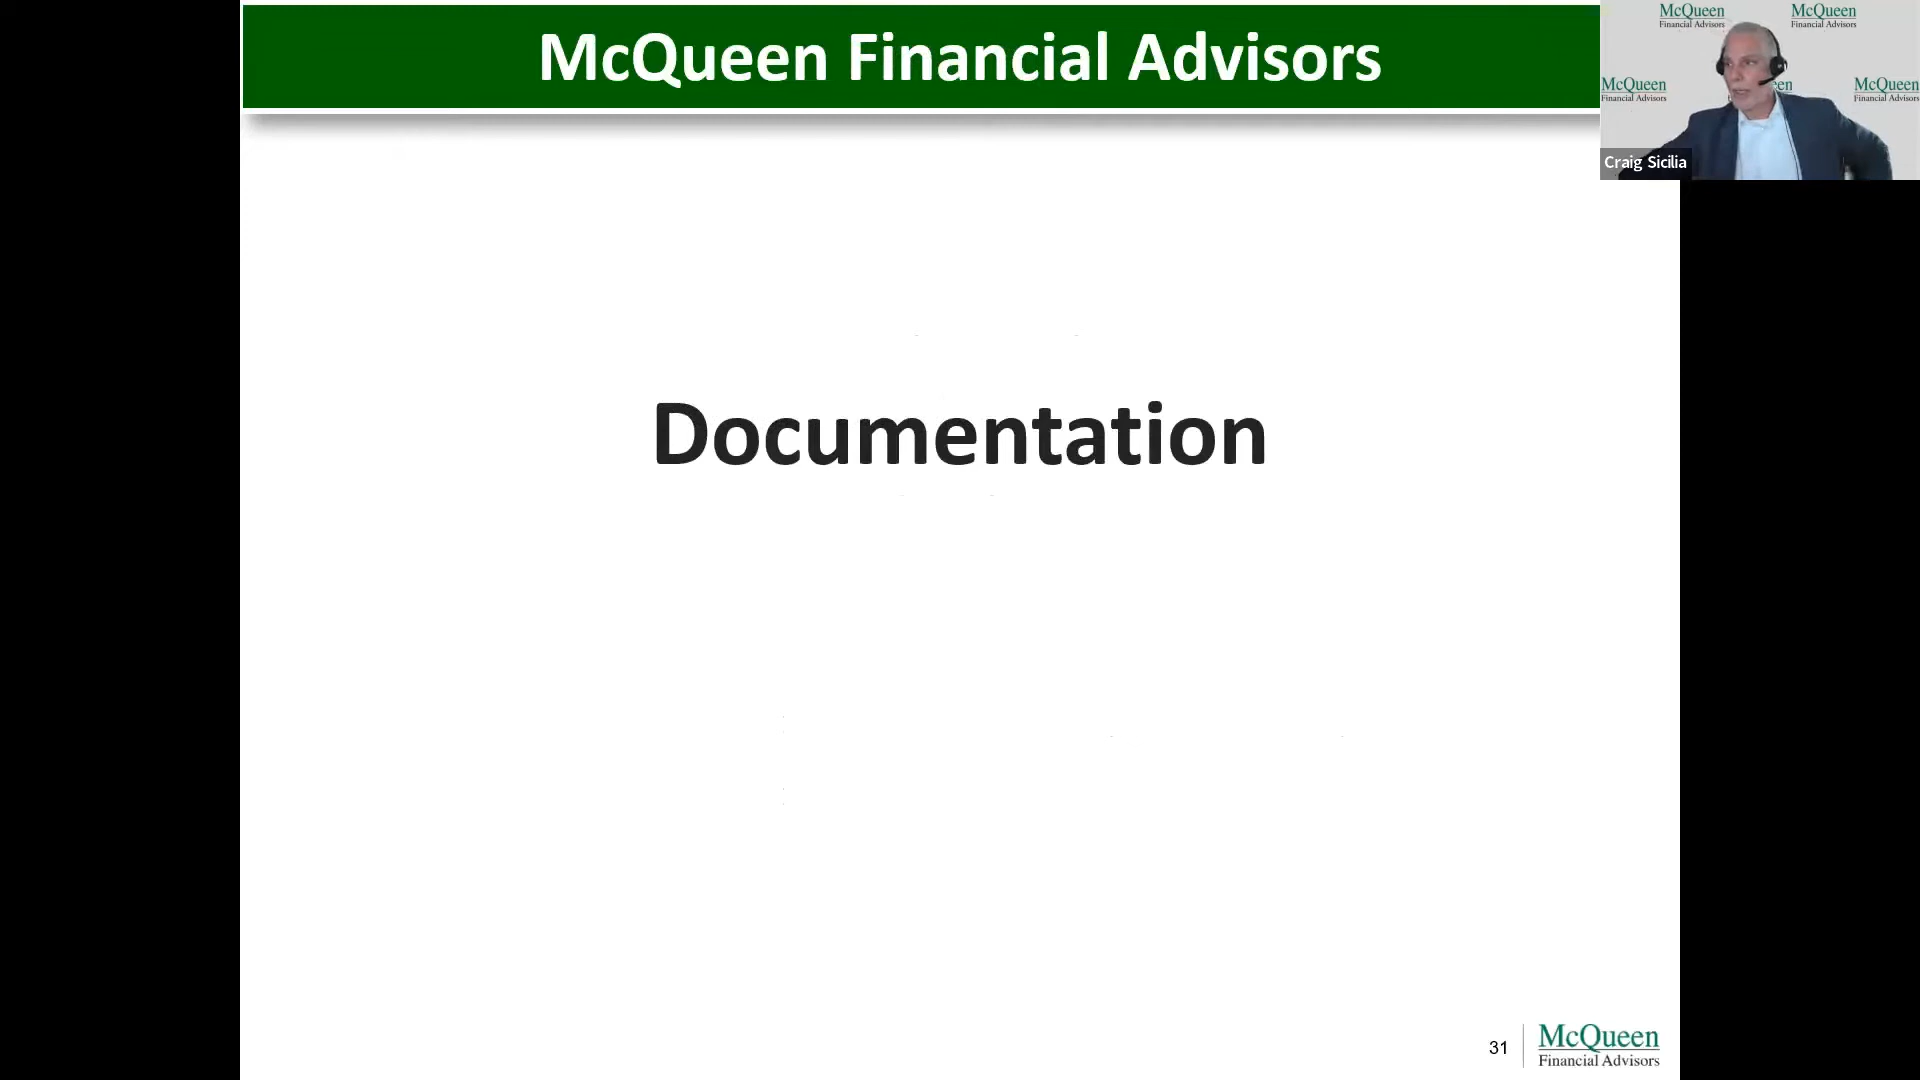 McQueen Financial Advisors
McQueen
Financial Advisors
McQueen
Financial Advisors
McQueen
Financial Advisors
een
McQueen
Financial Advisors
Craig Sicilia
Documentation
31
McQueen
Financial Advisors